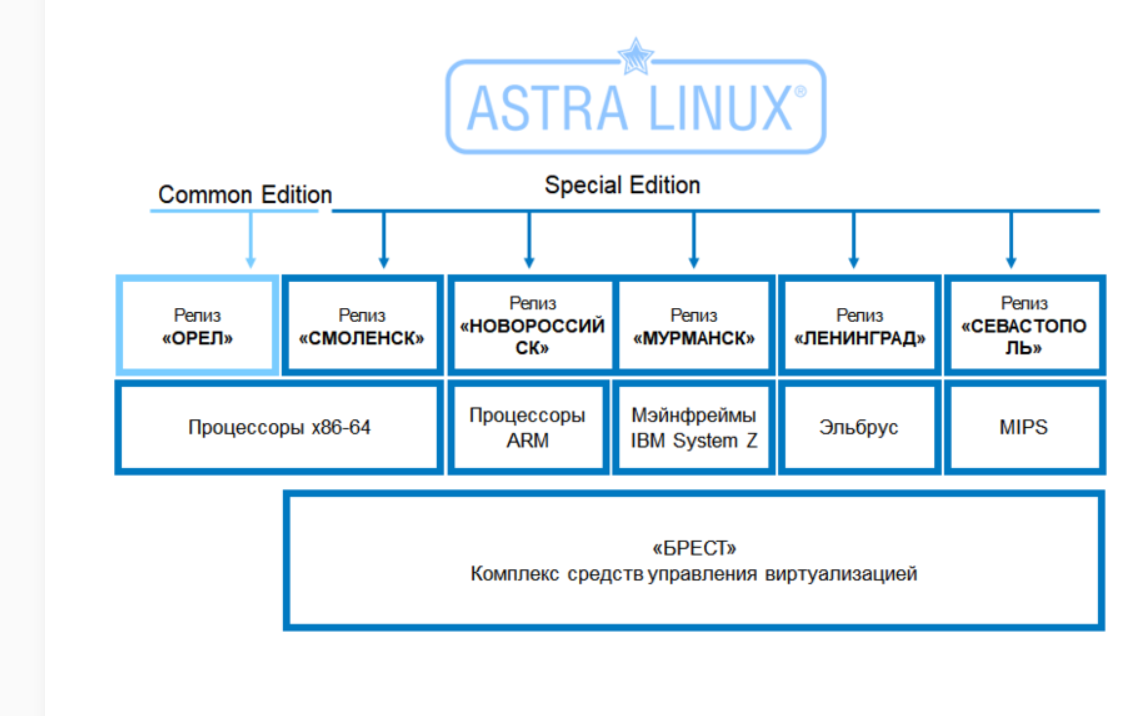 ASTRA LINUX®
Common Edition
Special Edition
Релиз
«ОРЕЛ»
Релиз
«СМОЛЕНСК»
Релиз
«НОВОРОССИЙ
СК»
Релиз
«МУРМАНСК»
Релиз
«ЛЕНИНГРАД»
Релиз
«СЕВАСТОПО
ЛЬ»
Процессоры x86-64
Процессоры
ARM
Мэйнфреймы
IBM System Z
Эльбрус
MIPS
«БРЕСТ»
Комплекс средств управления виртуализацией